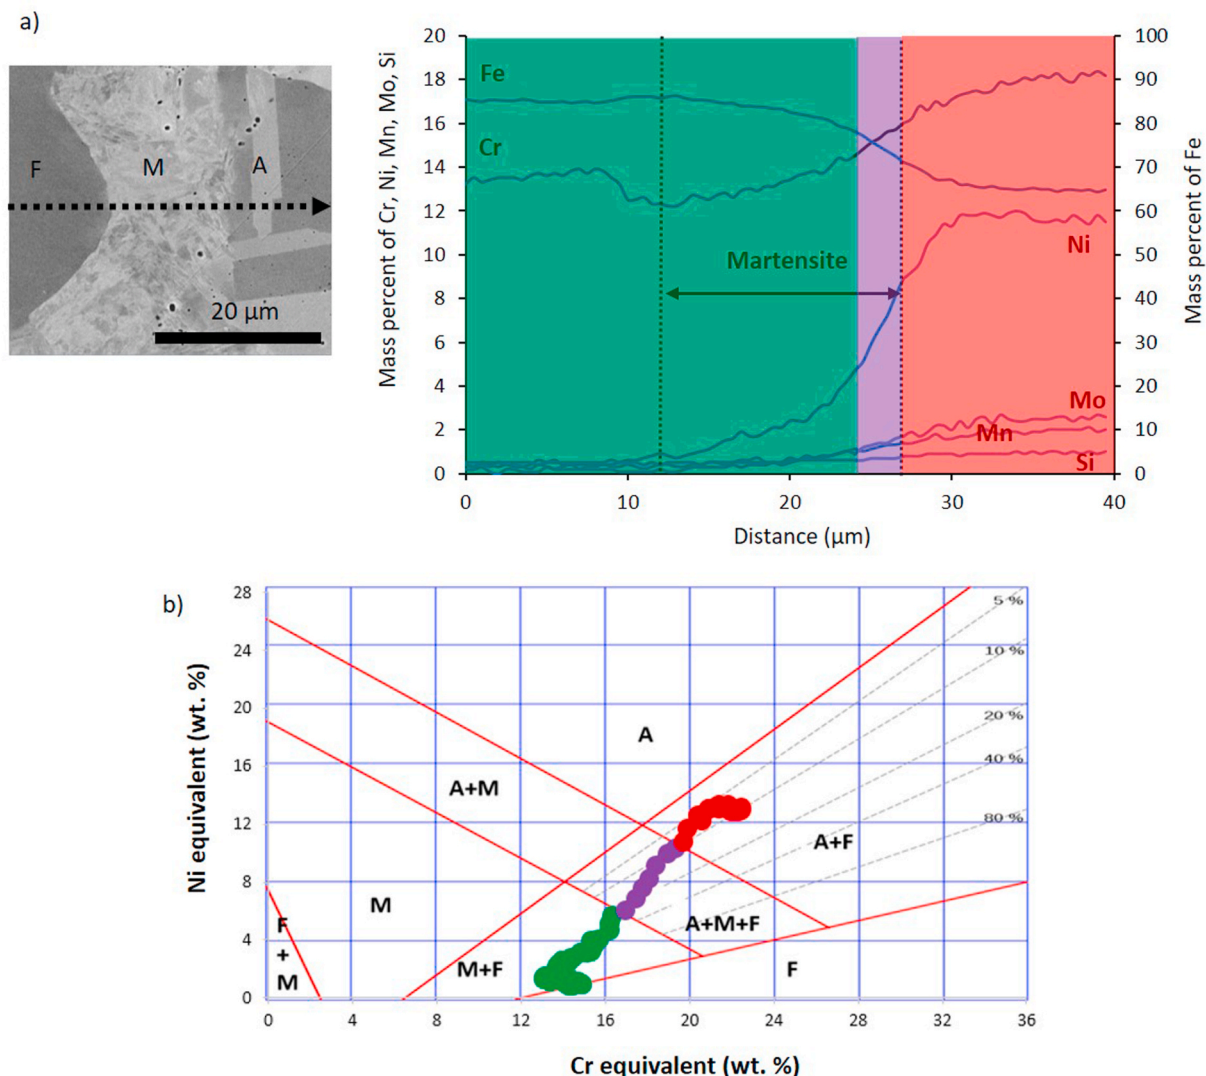 a)
F
M
A
20 µm
Mass percent of Cr, Ni, Mn, Mo, Si
20
18
16
14
12
10
8
6
4
2
0
Fe
Cr
Martensite
Ni
Mo
Mn
Si
100
90
80
70
60
50
40
30
20
10
0
Mass percent of Fe
0
10
20
30
40
Distance (µm)
b)
Ni equivalent (wt. %)
28
24
20
16
12
8
4
0
5 %
10 %
20 %
40 %
80 %
A
A+M
A+F
M
F
+
M
A+M+F
M+F
F
0
4
8
12
16
20
24
28
32
36
Cr equivalent (wt. %)